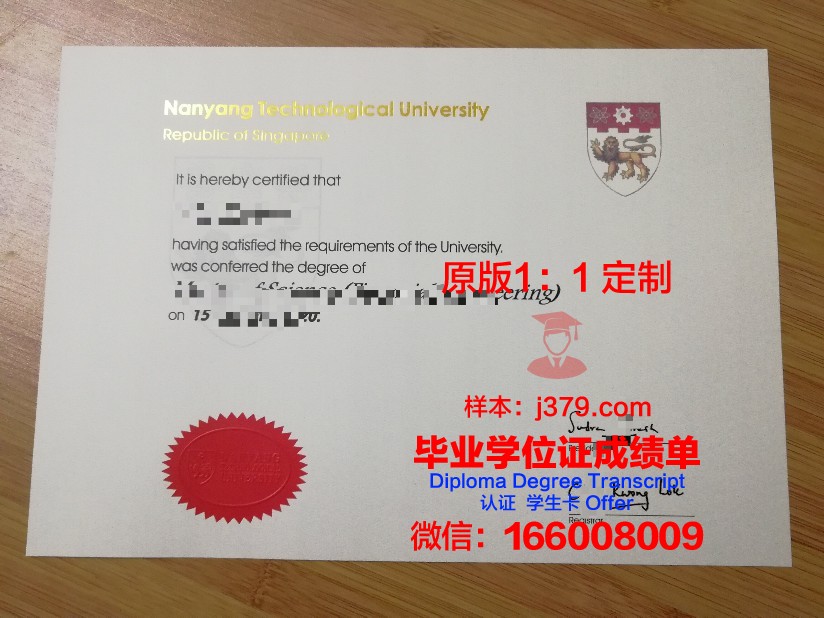 Nanyang Technological University
Republic of Singapore
It is hereby certified that
having satisfied the requirements of the University,
was conferred the degree of
on 15
原版1：1 定制
样本：j379.com
毕业学位证成绩单
Diploma Degree Transcript
认证 学生卡 Offer
Registrar
微信：166008009